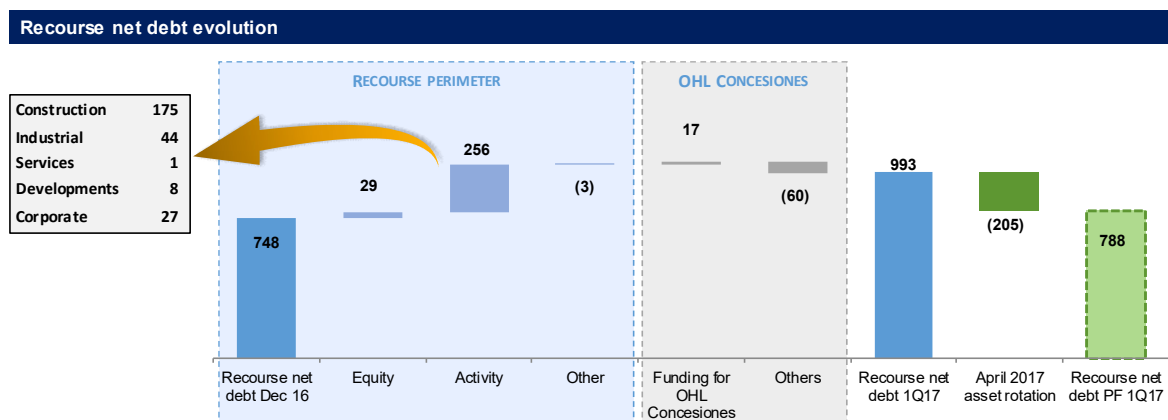 Recourse net debt evolution
RECOURSE PERIMETER
OHL CONCESIONES
Construction 175
Industrial 44
Services 1
Developments 8
Corporate 27
748
29
256
(3)
17
(60)
993
(205)
788
Recourse net
debt Dec 16
Equity
Activity
Other
Funding for
OHL
Concesiones
Others
Recourse net
debt 1Q17
April 2017
asset rotation
Recourse net
debt PF 1Q17